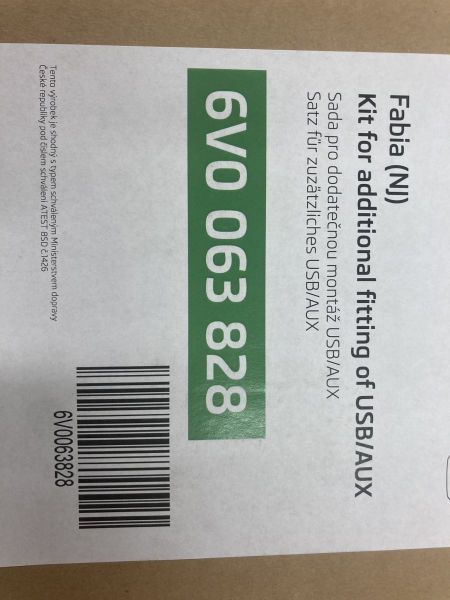 Fabia (NJ)
Kit for additional fitting of USB/AUX
Sada pro dodatečnou montáž USB/AUX
Satz für zuzätzliches USB/AUX
6V0 063 828
Tento výrobek je shodný s typem schváleným Ministerstvem dopravy
České republiky pod číslem schválení ATEST 8SD č.1426
6V0063828